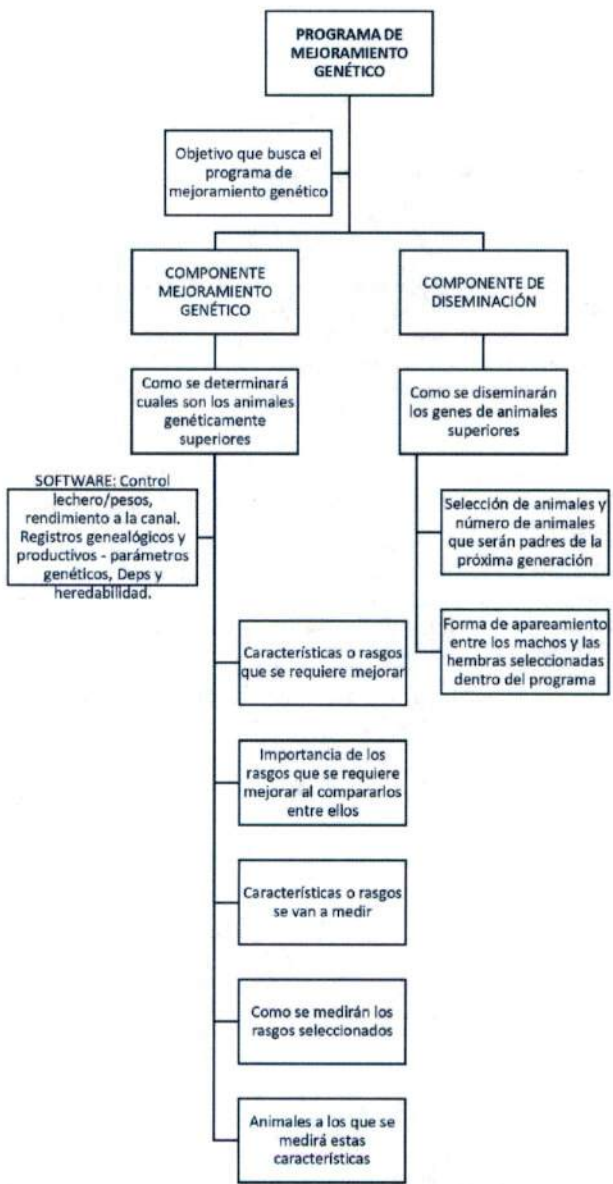 PROGRAMA DE
MEJORAMIENTO
GENÉTICO
Objetivo que busca el
programa de
mejoramiento genético
COMPONENTE
MEJORAMIENTO
GENÉTICO
COMPONENTE DE
DISEMINACIÓN
Como se determinará
cuales son los animales
genéticamente
superiores
Como se diseminarán
los genes de animales
superiores
SOFTWARE: Control
lechero/pesos,
rendimiento a la canal.
Registros genealógicos y
productivos - parámetros
genéticos, Deps y
heredabilidad.
Selección de animales y
número de animales
que serán padres de la
próxima generación
Forma de apareamiento
entre los machos y las
hembras seleccionadas
dentro del programa
Características o rasgos
que se requiere mejorar
Importancia de los
rasgos que se requiere
mejorar al compararlos
entre ellos
Características o rasgos
se van a medir
Como se medirán los
rasgos seleccionados
Animales a los que se
medirá estas
características